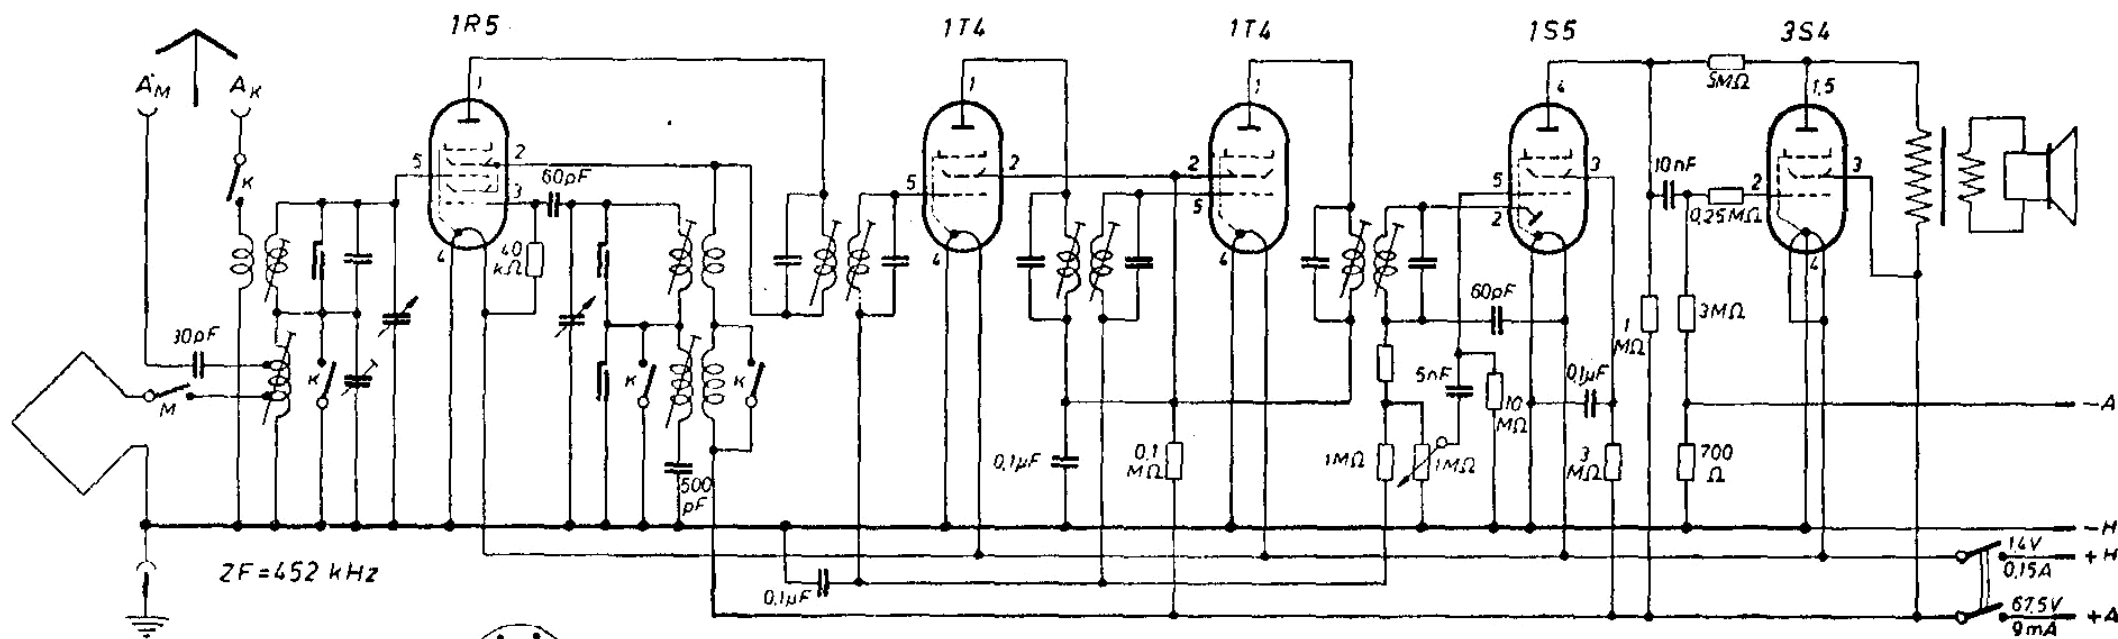 1R5
1T4
1T4
1S5
3S4
AM
AK
K
30pF
M
K
5
1
2
3
4
60pF
40
kΩ
K
500
pF
K
1
2
5
4
0,1µF
1
2
5
4
0.1
MΩ
4
5
2
3
60pF
5nF
10
MΩ
0,1µF
1MΩ
1MΩ
3
MΩ
5MΩ
1
MΩ
10nF
0,25MΩ
3MΩ
700
Ω
1,5
2
3
4
-A
-H
1.4V
+H
0,15A
67.5V
+A
9mA
ZF=452 kHz
0,1µF